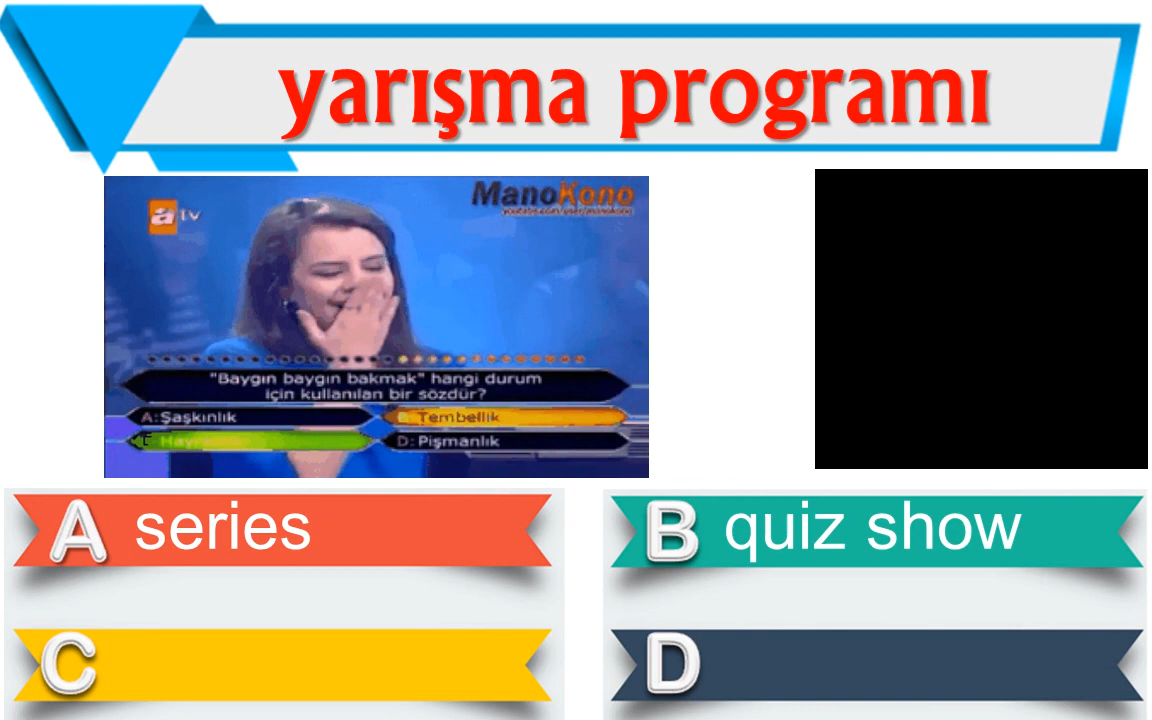 yarışma programı
ManoKono
atv
"Baygın baygın bakmak" hangi durum
için kullanılan bir sözdür?
A: Şaşkınlık
Tembellik
D: Pişmanlık
A series
B quiz show
C
D